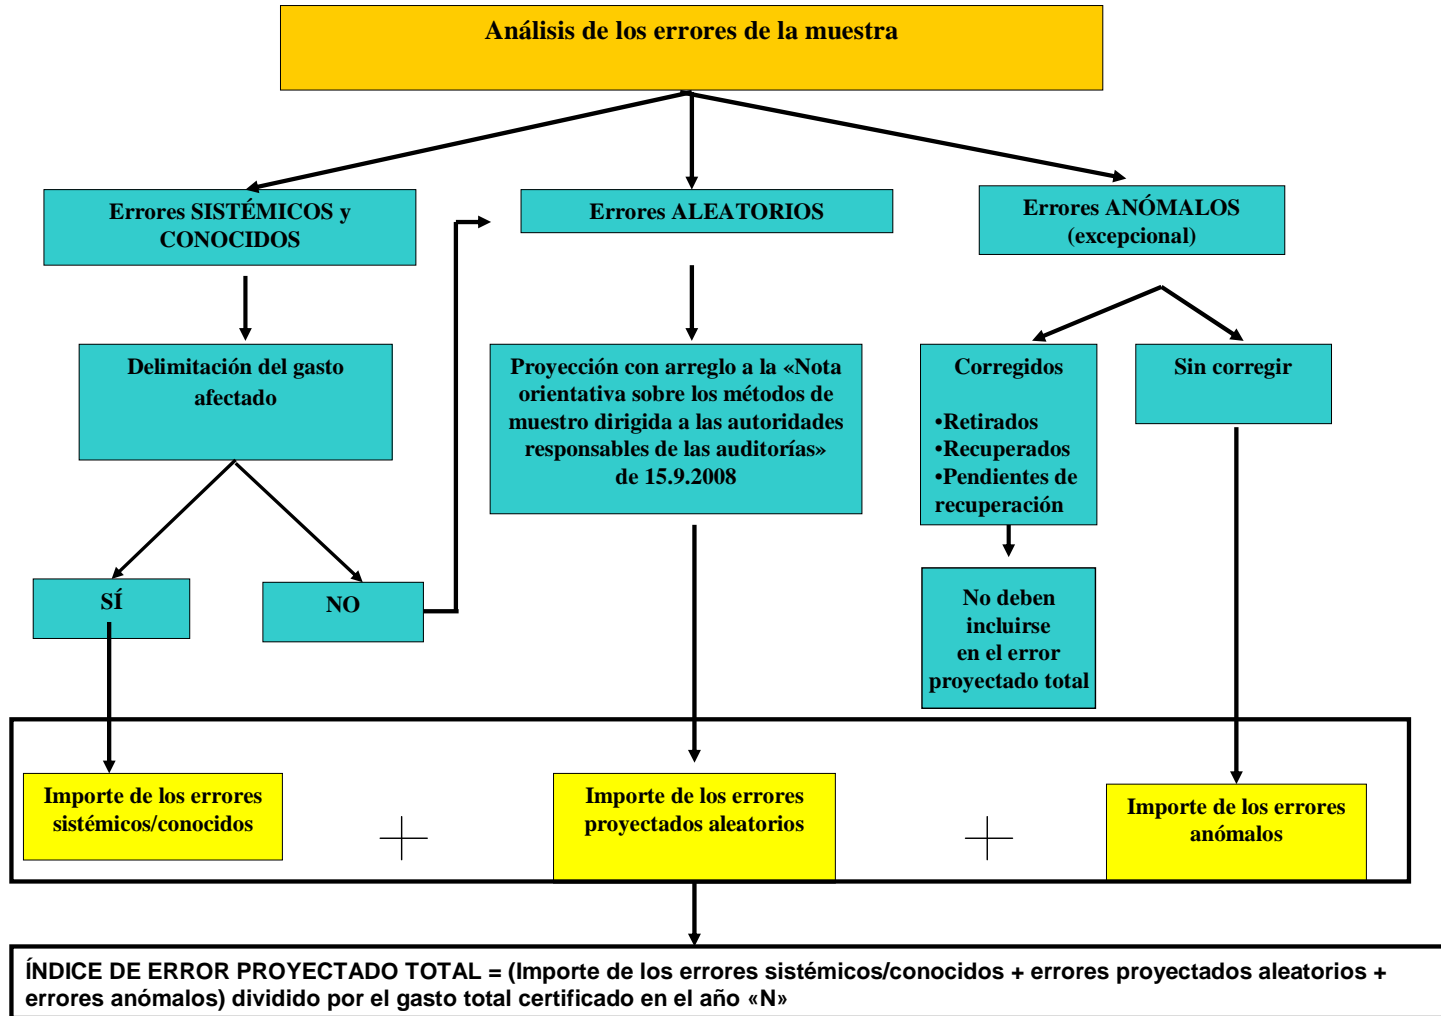 Análisis de los errores de la muestra
Errores SISTÉMICOS y
CONOCIDOS
Errores ALEATORIOS
Errores ANÓMALOS
(excepcional)
Delimitación del gasto
afectado
Proyección con arreglo a la «Nota
orientativa sobre los métodos de
muestro dirigida a las autoridades
responsables de las auditorías»
de 15.9.2008
Corregidos
•Retirados
•Recuperados
•Pendientes de
recuperación
Sin corregir
SÍ
NO
No deben
incluirse
en el error
proyectado total
Importe de los errores
sistémicos/conocidos
+
Importe de los errores
proyectados aleatorios
+
Importe de los errores
anómalos
ÍNDICE DE ERROR PROYECTADO TOTAL = (Importe de los errores sistémicos/conocidos + errores proyectados aleatorios +
errores anómalos) dividido por el gasto total certificado en el año «N»